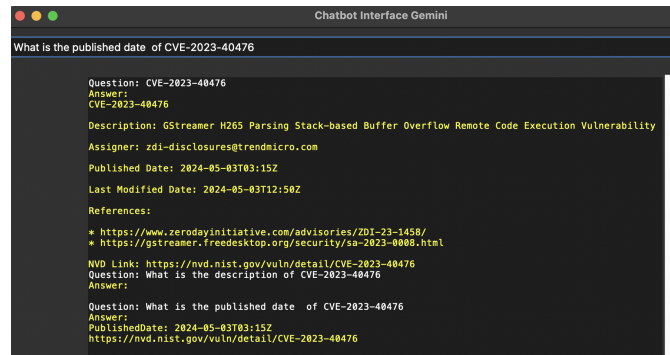 Chatbot Interface Gemini
What is the published date  of CVE-2023-40476
Question: CVE-2023-40476
Answer:
CVE-2023-40476
Description: GStreamer H265 Parsing Stack-based Buffer Overflow Remote Code Execution Vulnerability
Assigner: zdi-disclosures@trendmicro.com
Published Date: 2024-05-03T03:15Z
Last Modified Date: 2024-05-03T12:50Z
References:
* https://www.zerodayinitiative.com/advisories/ZDI-23-1458/
* https://gstreamer.freedesktop.org/security/sa-2023-0008.html
NVD Link: https://nvd.nist.gov/vuln/detail/CVE-2023-40476
Question: What is the description of CVE-2023-40476
Answer:
Question: What is the published date  of CVE-2023-40476
Answer:
PublishedDate: 2024-05-03T03:15Z
https://nvd.nist.gov/vuln/detail/CVE-2023-40476